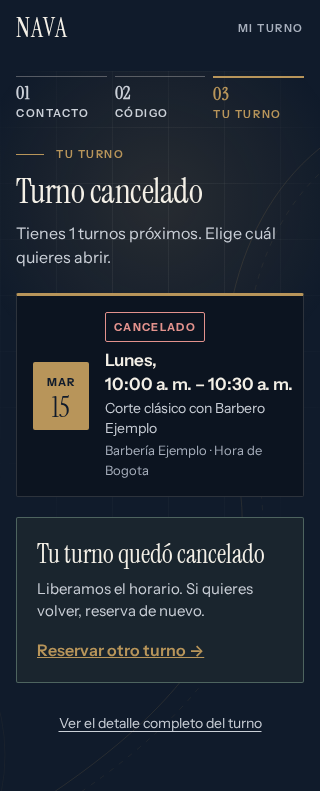 NAVA
MI TURNO
01
CONTACTO
02
CÓDIGO
03
TU TURNO
TU TURNO
Turno cancelado
Tienes 1 turnos próximos. Elige cuál
quieres abrir.
CANCELADO
MAR
15
Lunes,
10:00 a. m. – 10:30 a. m.
Corte clásico con Barbero
Ejemplo
Barbería Ejemplo · Hora de
Bogota
Tu turno quedó cancelado
Liberamos el horario. Si quieres
volver, reserva de nuevo.
Reservar otro turno →
Ver el detalle completo del turno